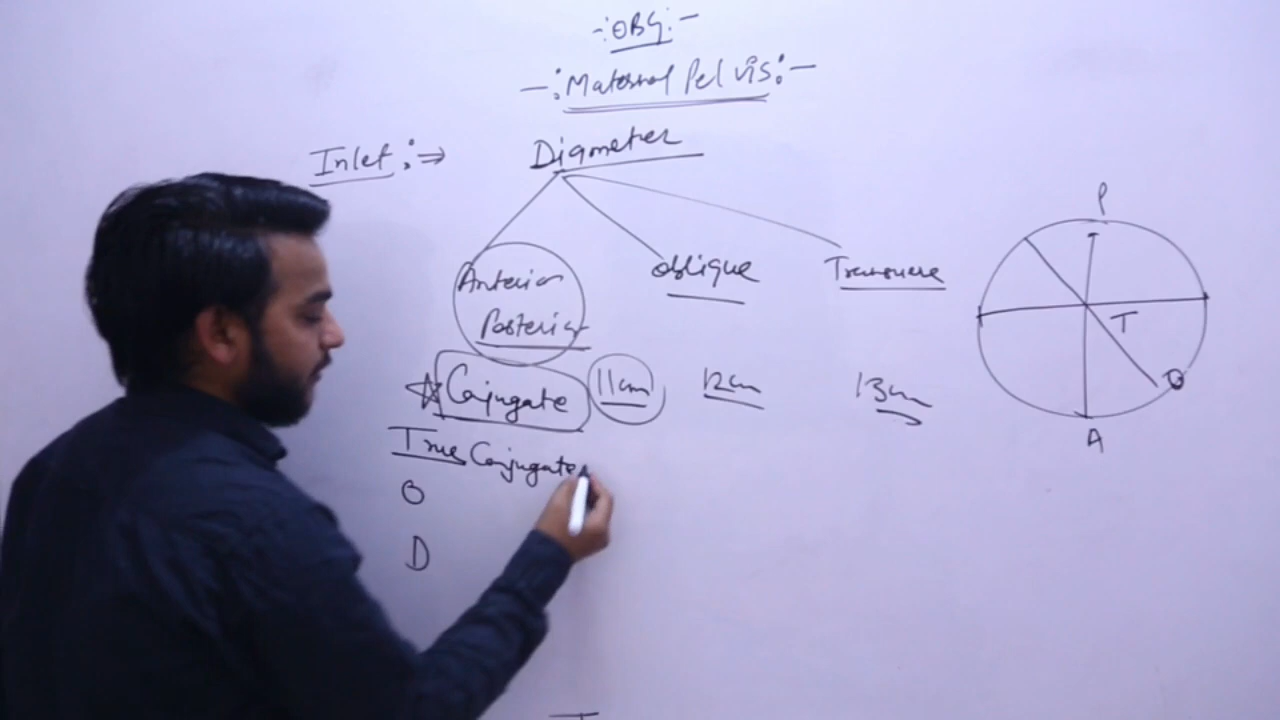 -:OBG:-
-:Maternal Pelvis:-
Inlet:⇒ Diameter
Anterior Posterior
oblique
Transverse
☆ Conjugate 11cm 12cm 13cm
True Conjugate
O
D
P
T
O
A